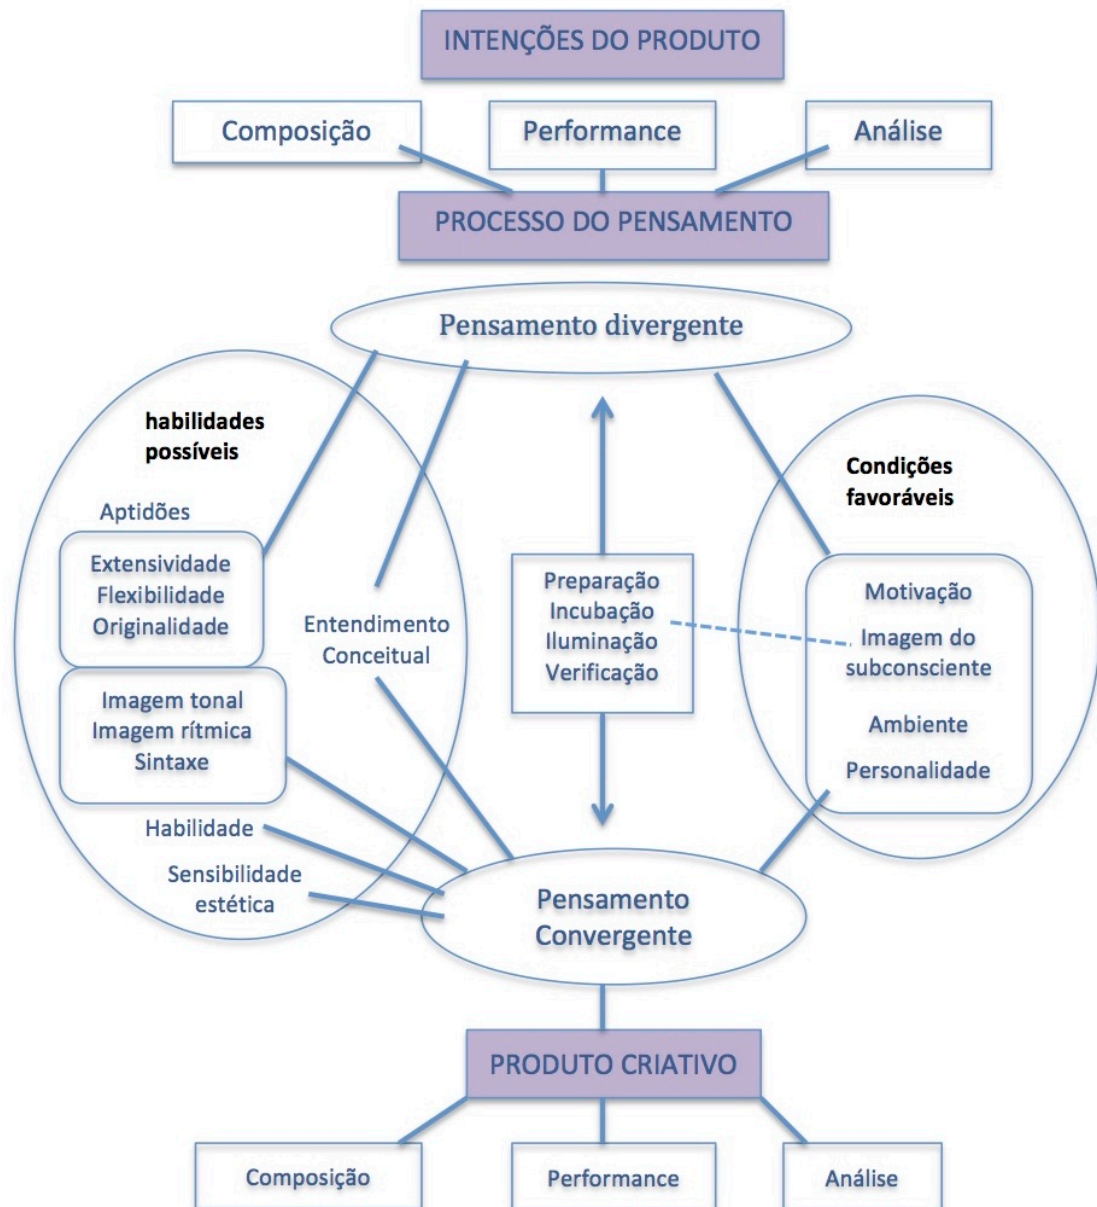 INTENÇÕES DO PRODUTO
Composição
Performance
Análise
PROCESSO DO PENSAMENTO
Pensamento divergente
habilidades
possíveis
Aptidões
Extensividade
Flexibilidade
Originalidade
Imagem tonal
Imagem rítmica
Sintaxe
Habilidade
Sensibilidade
estética
Entendimento
Conceitual
Preparação
Incubação
Iluminação
Verificação
Condições
favoráveis
Motivação
Imagem do
subconsciente
Ambiente
Personalidade
Pensamento
Convergente
PRODUTO CRIATIVO
Composição
Performance
Análise